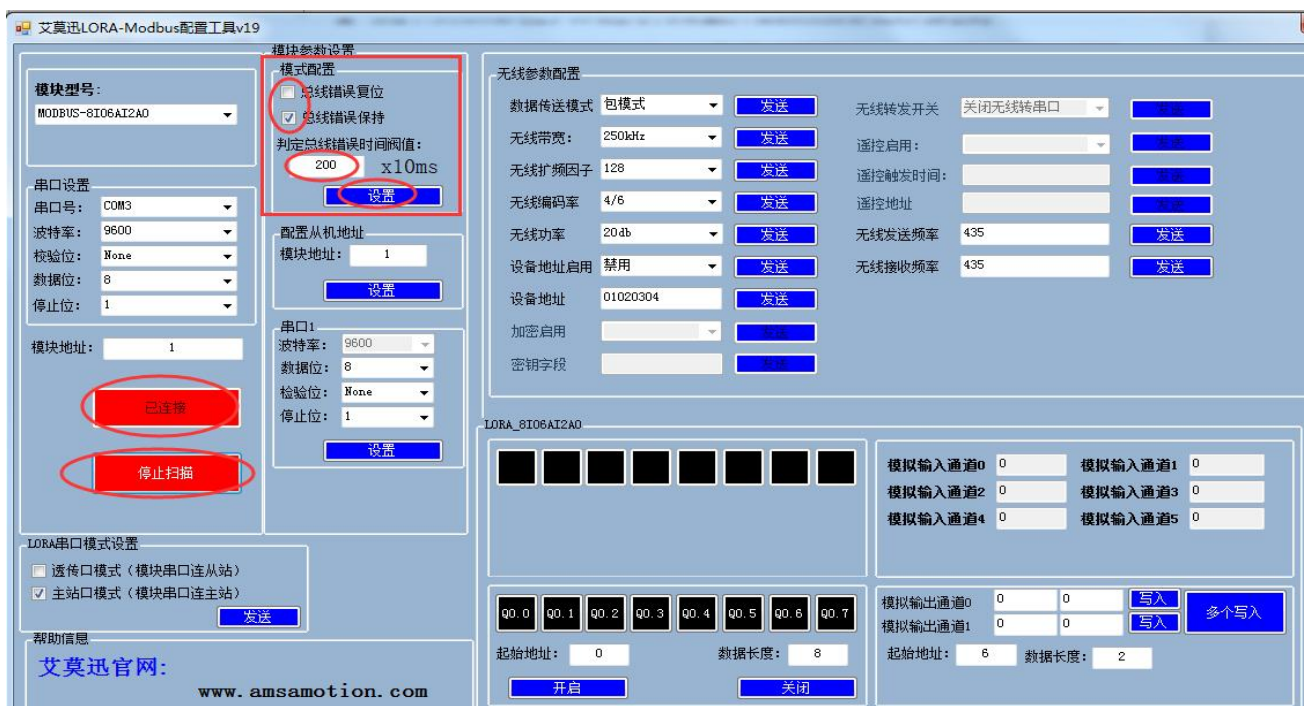 艾莫迅LORA-Modbus配置工具v19
模块型号:
MODBUS-8IO6AI2AO
串口设置
串口号: COM3
波特率: 9600
校验位: None
数据位: 8
停止位: 1
模块地址: 1
已连接
停止扫描
模块参数设置
模式配置
总线错误复位
总线错误保持
判定总线错误时间阀值:
200 x10ms
设置
配置从机地址
模块地址: 1
设置
串口1
波特率: 9600
数据位: 8
检验位: None
停止位: 1
设置
LORA串口模式设置
透传口模式(模块串口连从站)
主站口模式(模块串口连主站)
发送
帮助信息
艾莫迅官网:
www.amsamotion.com
无线参数配置
数据传送模式 包模式 发送
无线带宽: 250kHz 发送
无线扩频因子 128 发送
无线编码率 4/6 发送
无线功率 20db 发送
设备地址启用 禁用 发送
设备地址 01020304 发送
加密启用 发送
密钥字段 发送
无线转发开关 关闭无线转串口 发送
遥控启用: 发送
遥控触发时间: 发送
遥控地址 发送
无线发送频率 435 发送
无线接收频率 435 发送
LORA_8IO6AI2AO
模拟输入通道0 0 模拟输入通道1 0
模拟输入通道2 0 模拟输入通道3 0
模拟输入通道4 0 模拟输入通道5 0
Q0.0 Q0.1 Q0.2 Q0.3 Q0.4 Q0.5 Q0.6 Q0.7
起始地址: 0 数据长度: 8
开启 关闭
模拟输出通道0 0 0 写入
模拟输出通道1 0 0 写入
多个写入
起始地址: 6 数据长度: 2